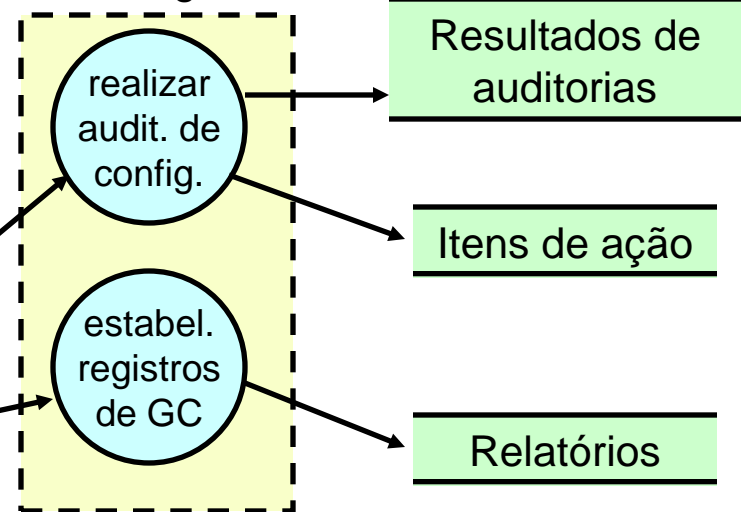 realizar
audit. de
config.
Resultados de
auditorias
Itens de ação
estabel.
registros
de GC
Relatórios